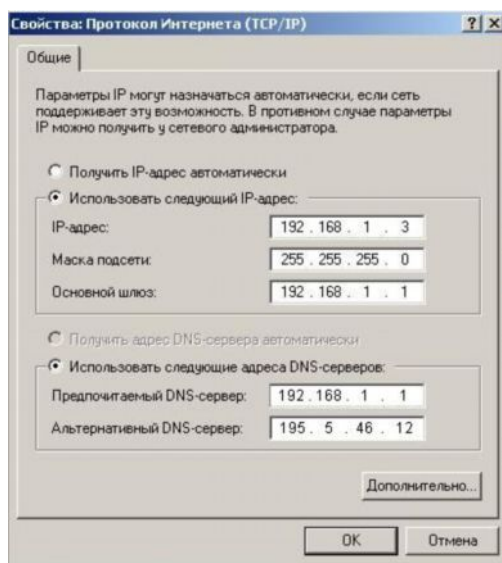 Свойства: Протокол Интернета (TCP/IP)
Общие
Параметры IP могут назначаться автоматически, если сеть
поддерживает эту возможность. В противном случае параметры
IP можно получить у сетевого администратора.
Получить IP-адрес автоматически
Использовать следующий IP-адрес:
IP-адрес: 192 . 168 . 1 . 3
Маска подсети: 255 . 255 . 255 . 0
Основной шлюз: 192 . 168 . 1 . 1
Получить адрес DNS-сервера автоматически
Использовать следующие адреса DNS-серверов:
Предпочитаемый DNS-сервер: 192 . 168 . 1 . 1
Альтернативный DNS-сервер: 195 . 5 . 46 . 12
Дополнительно...
OK Отмена